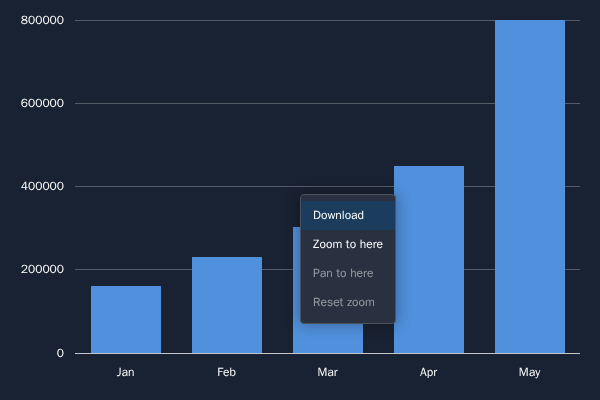 800000
600000
400000
200000
0
Download
Zoom to here
Pan to here
Reset zoom
Jan Feb Mar Apr May